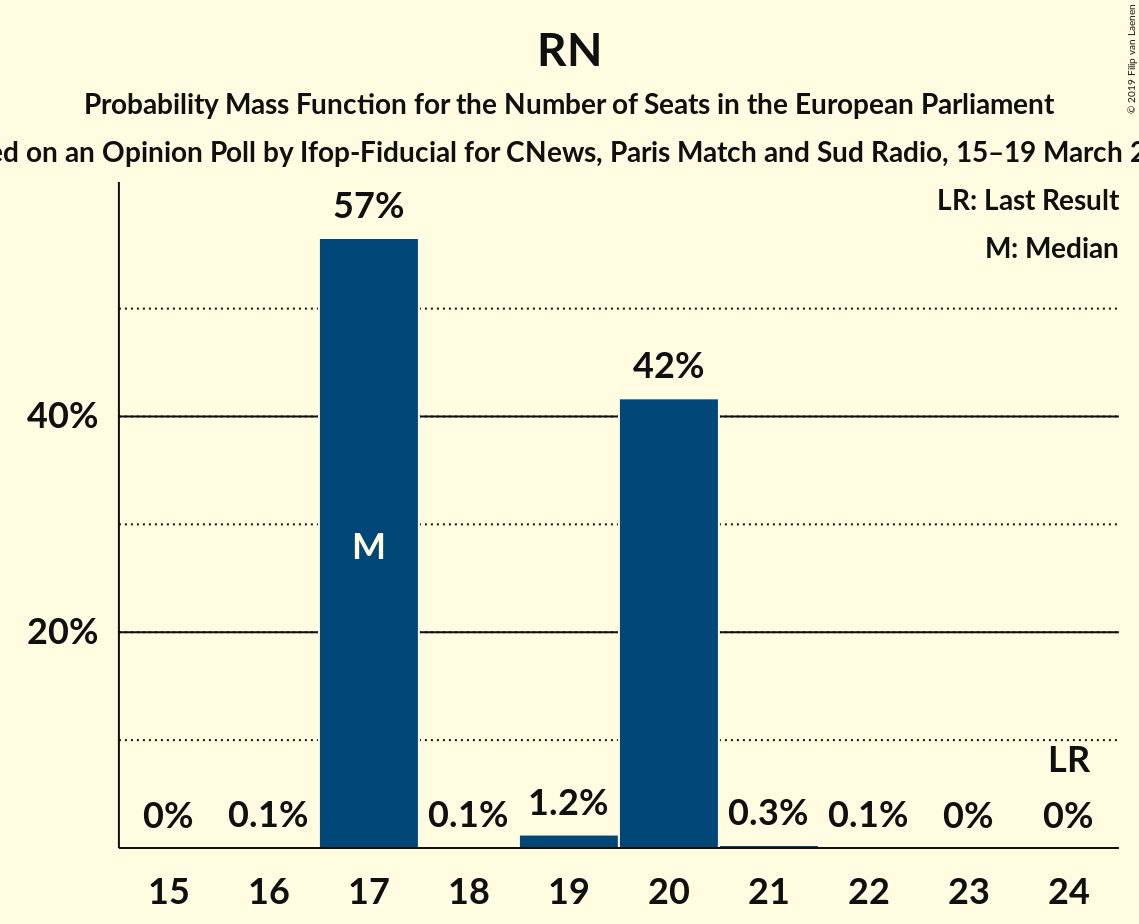 RN
Probability Mass Function for the Number of Seats in the European Parliament
on an Opinion Poll by Ifop-Fiducial for CNews, Paris Match and Sud Radio, 15–19 March
© 2019 Filip van Laenen
LR: Last Result
M: Median
57%
42%
40%
M
20%
LR
0%
0.1%
0.1%
1.2%
0.3%
0.1%
0%
0%
15 16 17 18 19 20 21 22 23 24